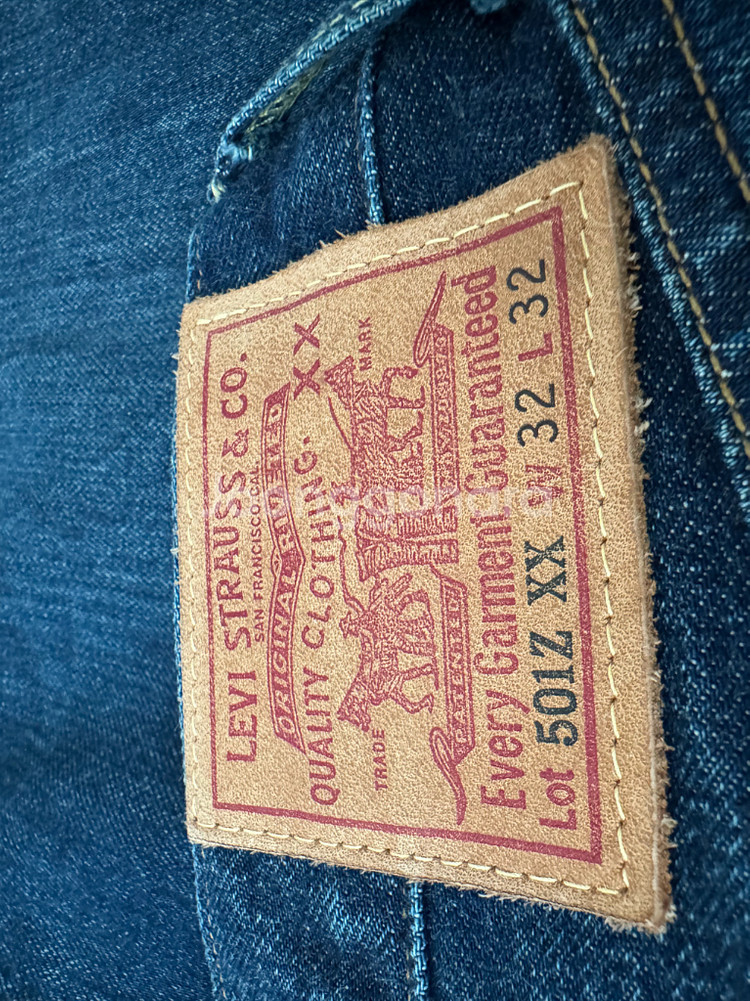 LEVI STRAUSS & CO.
SAN FRANCISCO, CAL.
ORIGINAL RIVETED
QUALITY CLOTHING. XX
TRADE MARK
PATENTED
Every Garment Guaranteed
Lot 501Z XX W 32 L 32